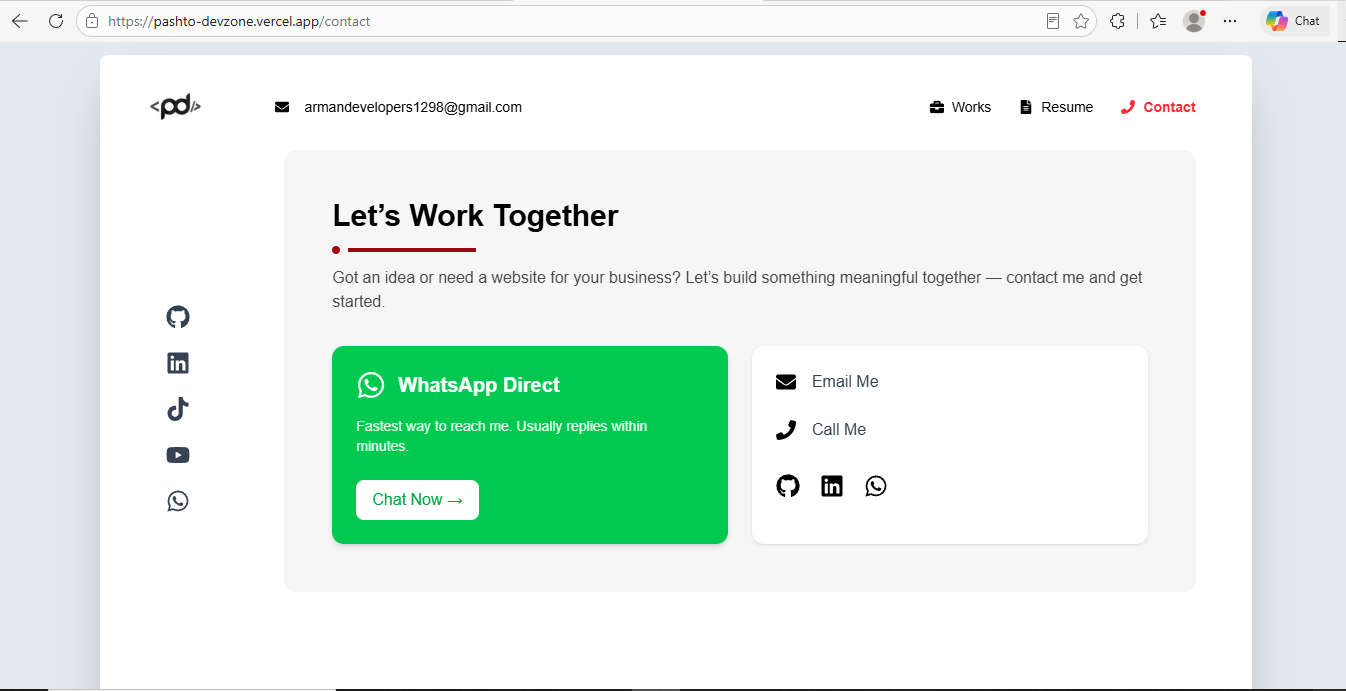 https://pashto-devzone.vercel.app/contact
Chat
<pd/>
armandevelopers1298@gmail.com
Works
Resume
Contact
Let’s Work Together
Got an idea or need a website for your business? Let’s build something meaningful together — contact me and get
started.
WhatsApp Direct
Fastest way to reach me. Usually replies within
minutes.
Chat Now →
Email Me
Call Me